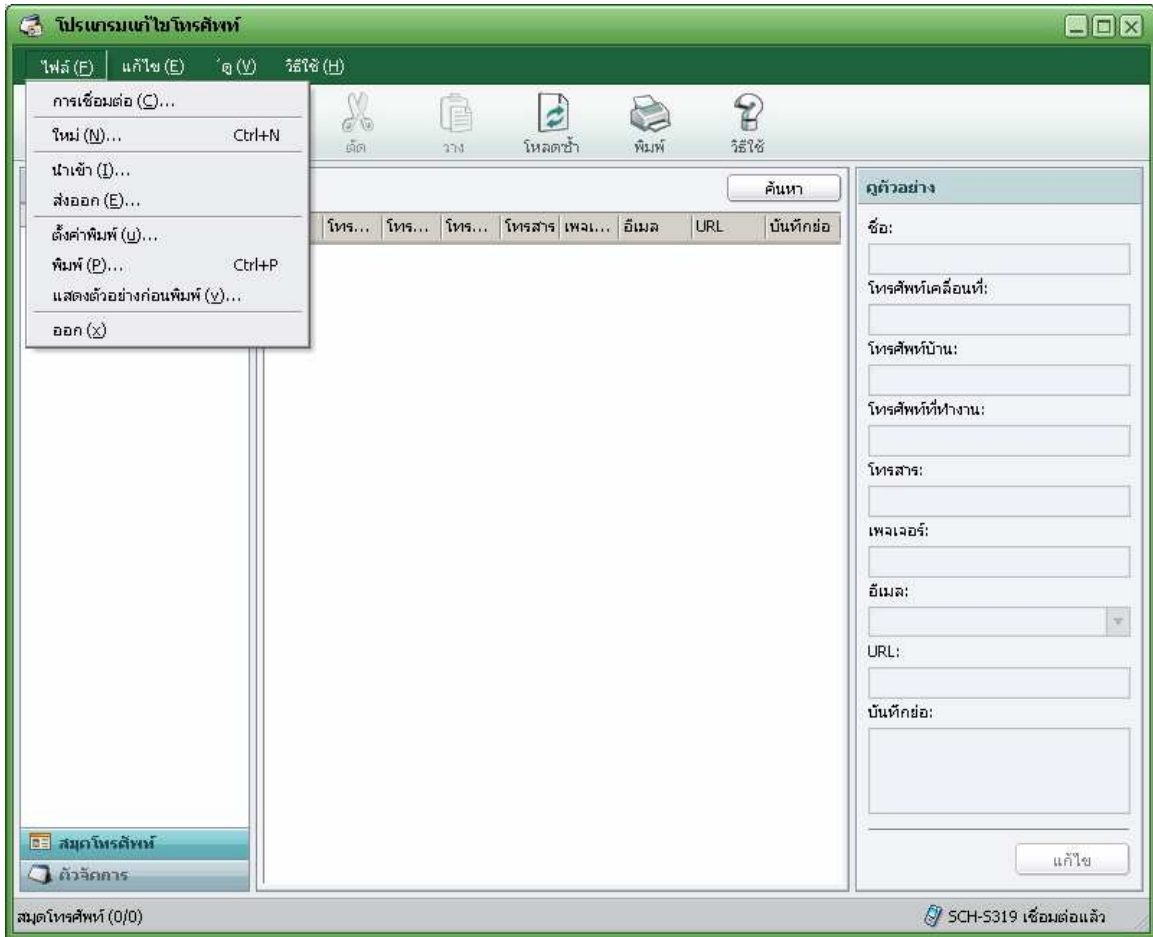 โปรแกรมแก้ไขโทรศัพท์
ไฟล์ (F) แก้ไข (E) ่ดู (V) วิธีใช้ (H)
การเชื่อมต่อ (C)...
ใหม่ (N)... Ctrl+N
นำเข้า (I)...
ส่งออก (E)...
ตั้งค่าพิมพ์ (u)...
พิมพ์ (P)... Ctrl+P
แสดงตัวอย่างก่อนพิมพ์ (v)...
ออก (x)
ตัด วาง โหลดซ้ำ พิมพ์ วิธีใช้
ค้นหา
โทร... โทร... โทร... โทรสาร เพจเ... อีเมล URL บันทึกย่อ
ดูตัวอย่าง
ชื่อ:
โทรศัพท์เคลื่อนที่:
โทรศัพท์บ้าน:
โทรศัพท์ที่ทำงาน:
โทรสาร:
เพจเจอร์:
อีเมล:
URL:
บันทึกย่อ:
แก้ไข
สมุดโทรศัพท์
ตัวจัดการ
สมุดโทรศัพท์ (0/0)
SCH-S319 เชื่อมต่อแล้ว